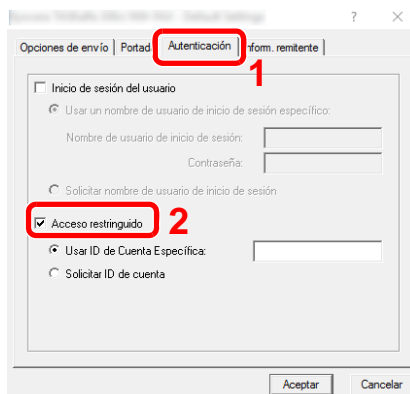 ? ×
Opciones de envío Portad Autenticación nform. remitente
1
Inicio de sesión del usuario
Usar un nombre de usuario de inicio de sesión específico:
Nombre de usuario de inicio de sesión:
Contraseña:
Solicitar nombre de usuario de inicio de sesión
Acceso restringuido 2
Usar ID de Cuenta Específica:
Solicitar ID de cuenta
Aceptar Cancelar